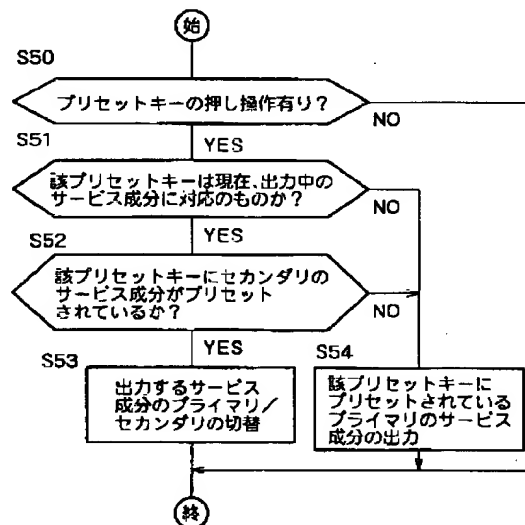 始
S50
プリセットキーの押し操作有り？
NO
YES
S51
該プリセットキーは現在、出力中の
サービス成分に対応のものか？
NO
YES
S52
該プリセットキーにセカンダリの
サービス成分がプリセット
されているか？
NO
YES
S53
出力するサービス
成分のプライマリ／
セカンダリの切替
S54
該プリセットキーに
プリセットされている
プライマリのサービス
成分の出力
終